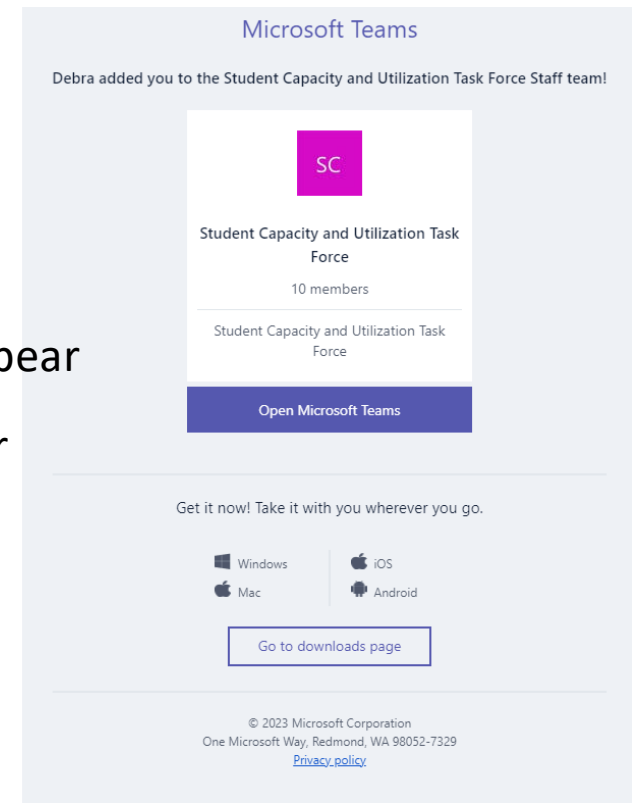 Microsoft Teams
Debra added you to the Student Capacity and Utilization Task Force Staff team!
SC
Student Capacity and Utilization Task
Force
10 members
Student Capacity and Utilization Task
Force
Open Microsoft Teams
Get it now! Take it with you wherever you go.
Windows
iOS
Mac
Android
Go to downloads page
© 2023 Microsoft Corporation
One Microsoft Way, Redmond, WA 98052-7329
Privacy policy